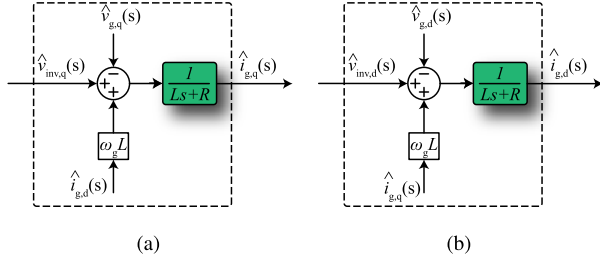 v̂g,q(s)
v̂inv,q(s)
−
+
+
1
Ls+R
îg,q(s)
ωgL
îg,d(s)
(a)
v̂g,d(s)
v̂inv,d(s)
−
+
+
1
Ls+R
îg,d(s)
ωgL
îg,q(s)
(b)